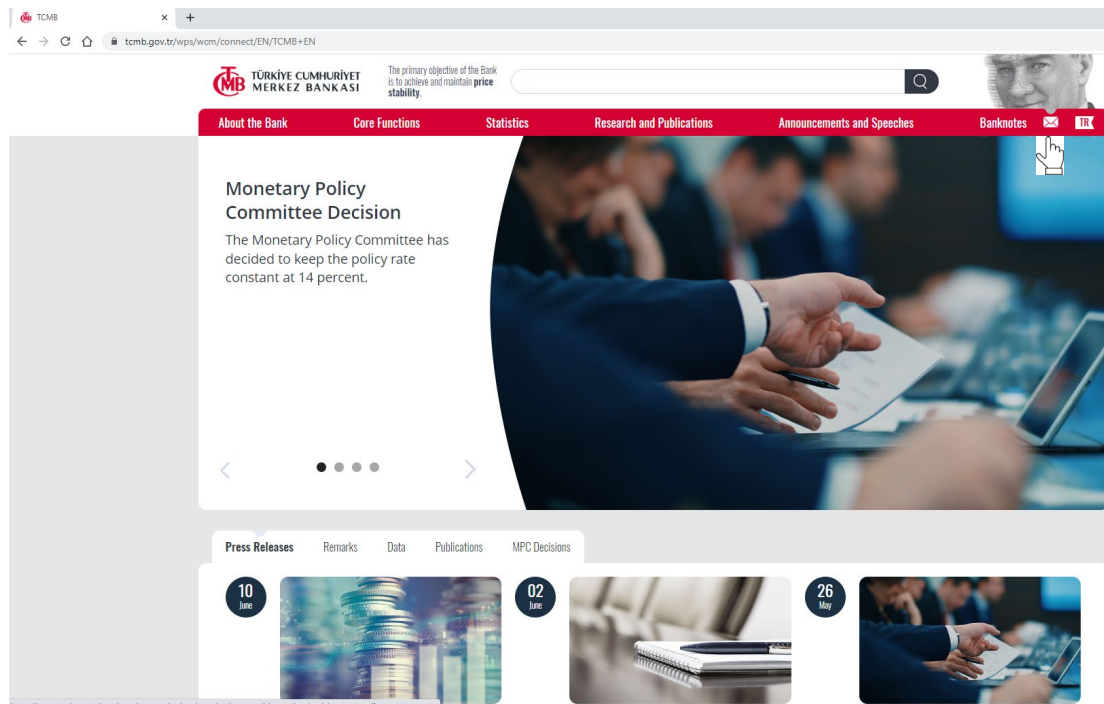 TCMB
tcmb.gov.tr/wps/wcm/connect/EN/TCMB+EN
TCMB
TÜRKİYE CUMHURİYET
MERKEZ BANKASI
The primary objective of the Bank
is to achieve and maintain price
stability.
About the Bank Core Functions Statistics Research and Publications Announcements and Speeches Banknotes TR
Monetary Policy
Committee Decision
The Monetary Policy Committee has
decided to keep the policy rate
constant at 14 percent.
Press Releases Remarks Data Publications MPC Decisions
10
June
02
June
26
May